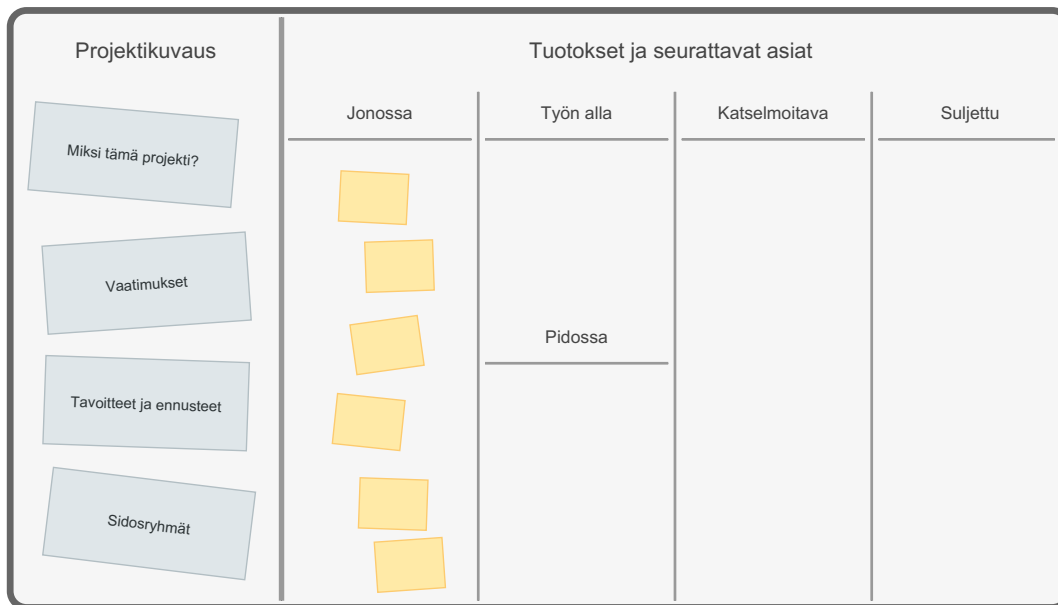 Projektikuvaus
Miksi tämä projekti?
Vaatimukset
Tavoitteet ja ennusteet
Sidosryhmät
Tuotokset ja seurattavat asiat
Jonossa
Työn alla
Pidossa
Katselmoitava
Suljettu